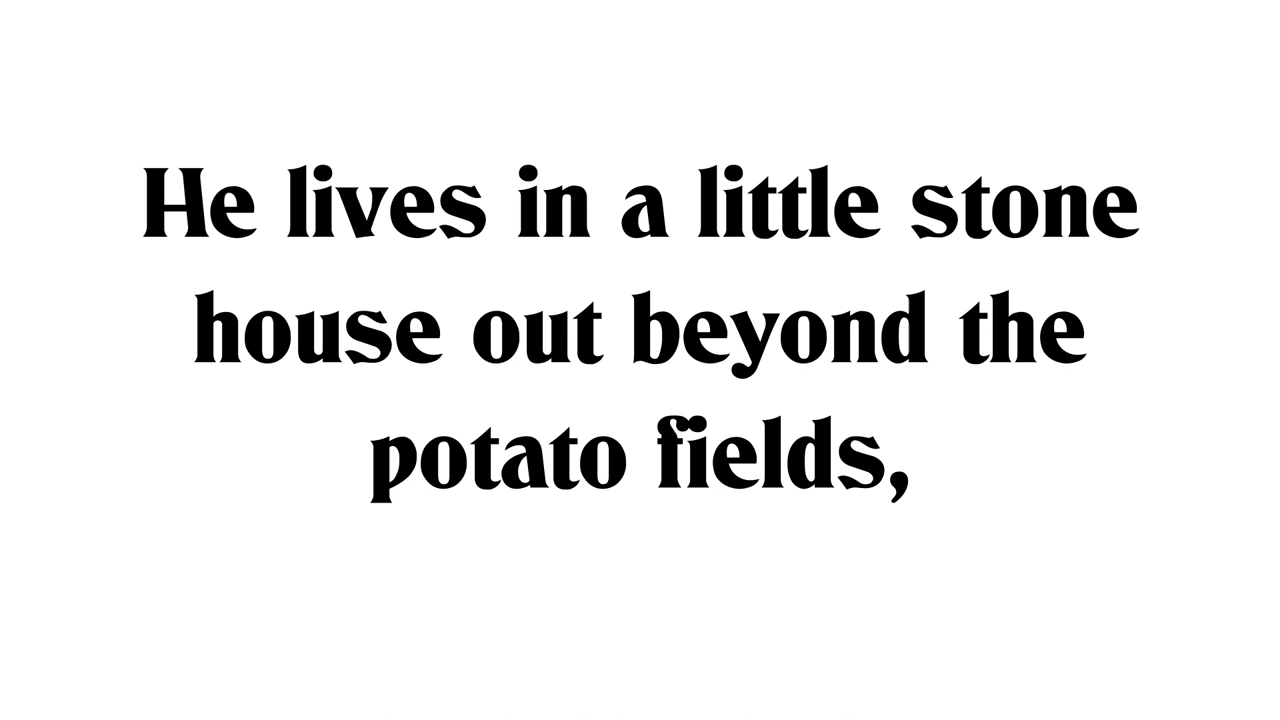 He lives in a little stone
house out beyond the
potato fields,